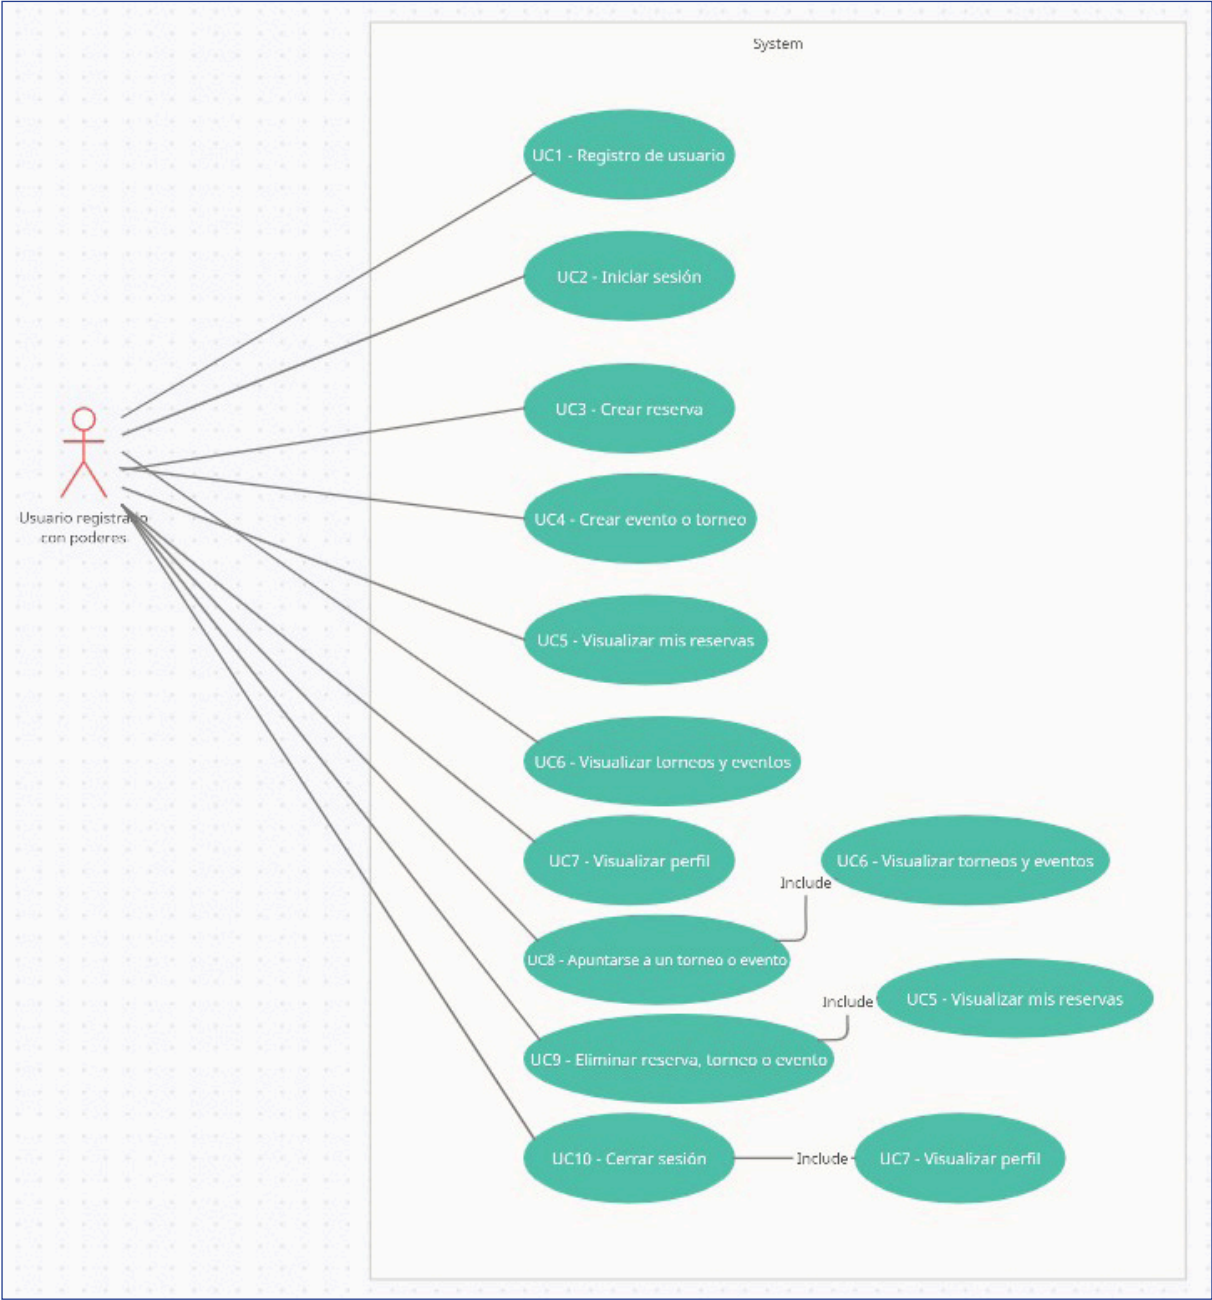 System
UC1 - Registro de usuario
UC2 - Iniciar sesión
UC3 - Crear reserva
Usuario registrado
con poderes
UC4 - Crear evento o torneo
UC5 - Visualizar mis reservas
UC6 - Visualizar torneos y eventos
UC7 - Visualizar perfil
UC6 - Visualizar torneos y eventos
Include
UC8 - Apuntarse a un torneo o evento
Include
UC5 - Visualizar mis reservas
UC9 - Eliminar reserva, torneo o evento
UC10 - Cerrar sesión
Include
UC7 - Visualizar perfil